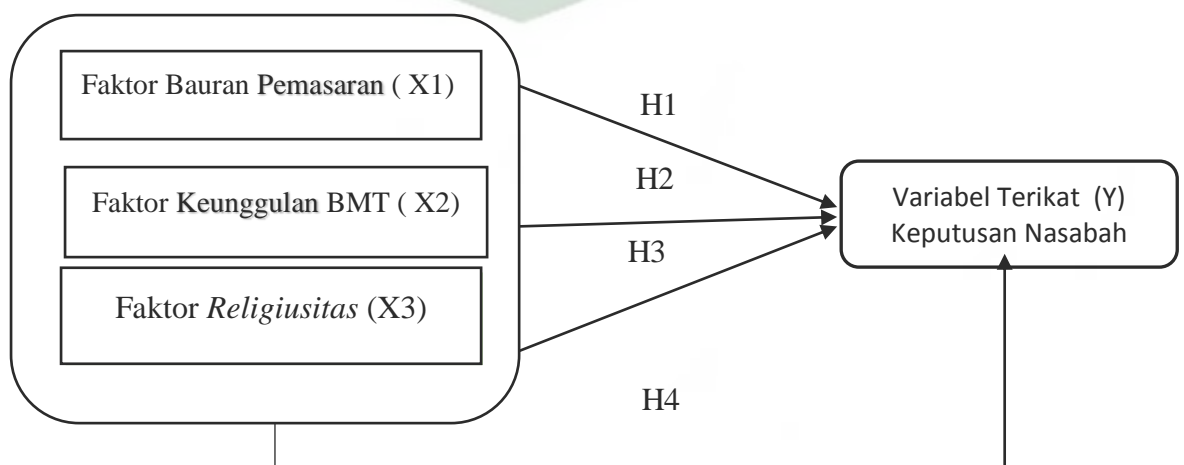 Faktor Bauran Pemasaran ( X1)
H1
H2
Faktor Keunggulan BMT ( X2)
Variabel Terikat (Y)
Keputusan Nasabah
H3
Faktor Religiusitas (X3)
H4